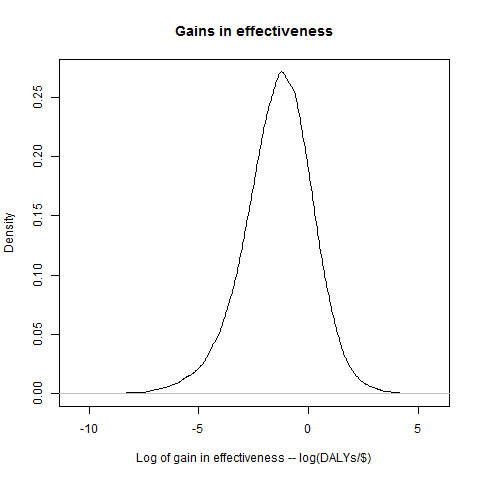 Gains in effectiveness
Density
0.00 0.05 0.10 0.15 0.20 0.25
-10 -5 0 5
Log of gain in effectiveness -- log(DALYs/$)